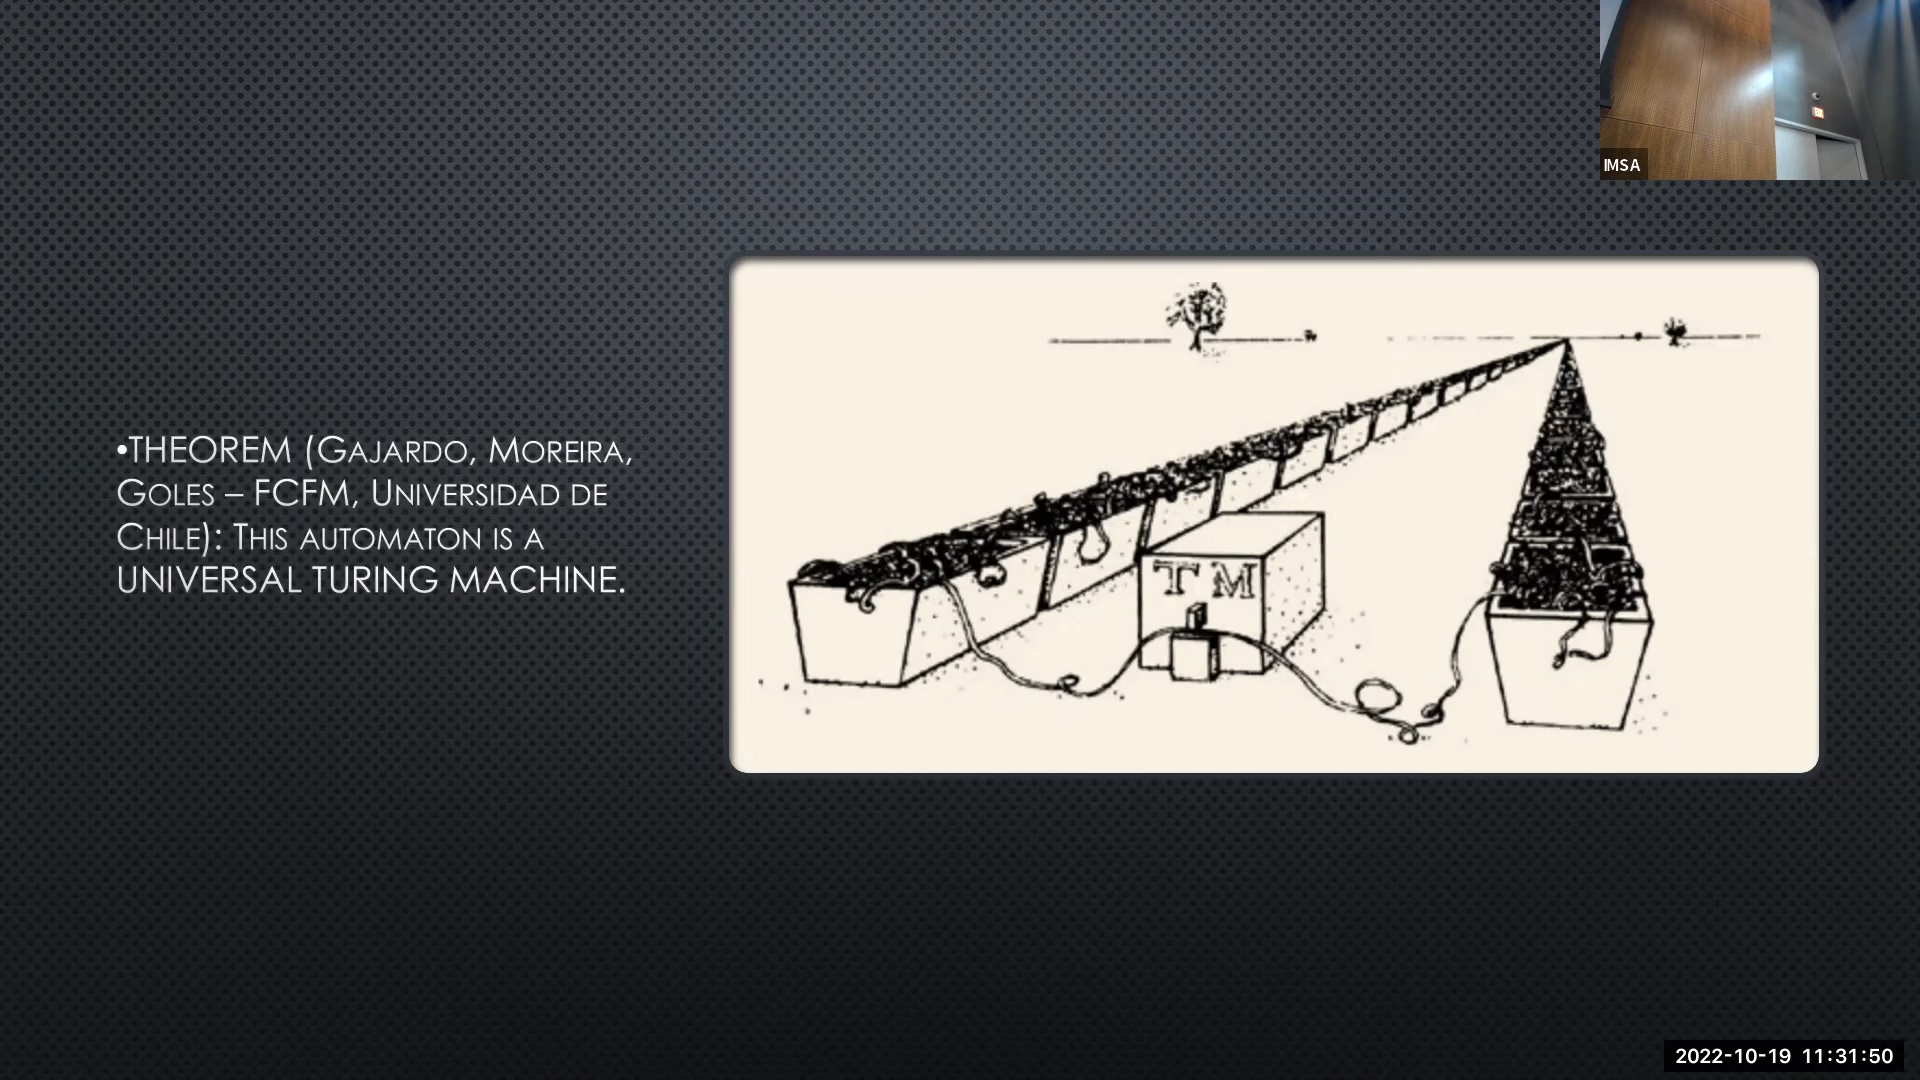 IMSA
•THEOREM (GAJARDO, MOREIRA,
GOLES – FCFM, UNIVERSIDAD DE
CHILE): THIS AUTOMATON IS A
UNIVERSAL TURING MACHINE.
TM
2022-10-19 11:31:50